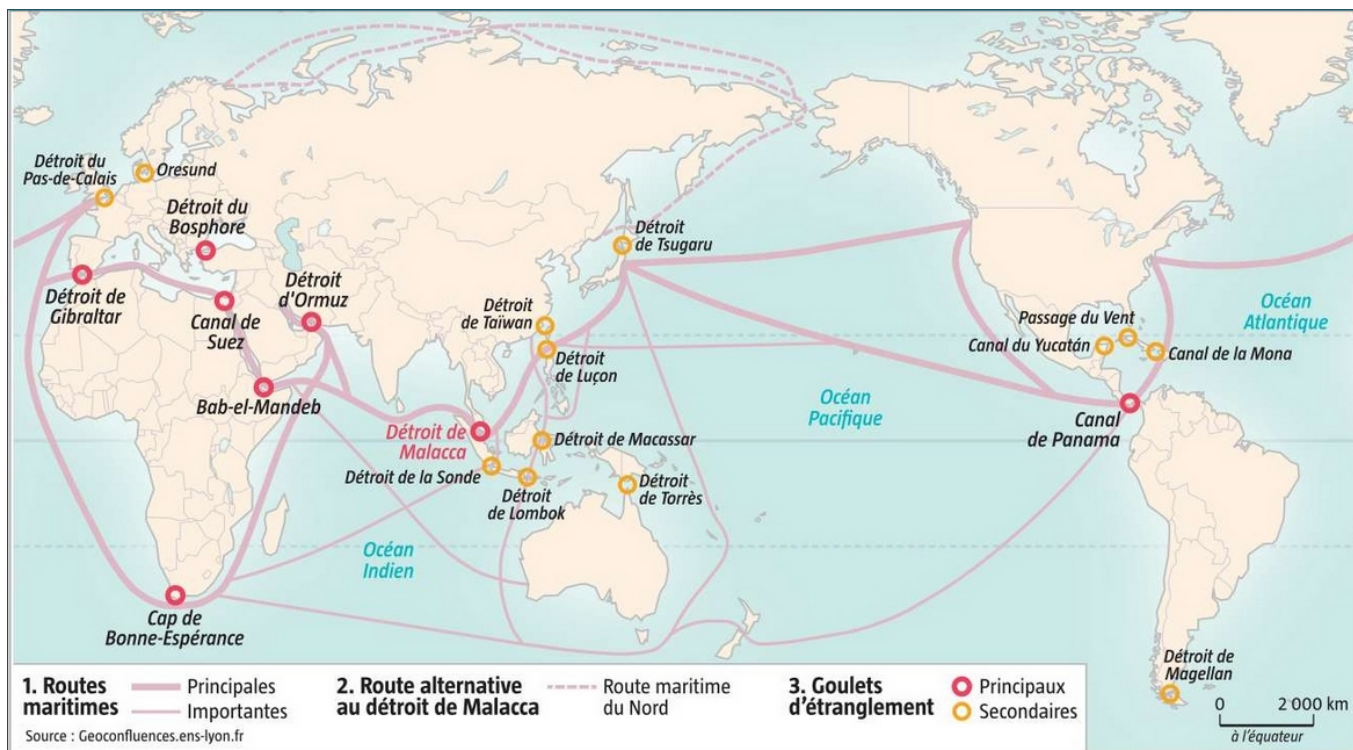 Détroit du
Pas-de-Calais
Oresund
Détroit du
Bosphore
Détroit de
Gibraltar
Canal de
Suez
Détroit
d'Ormuz
Bab-el-Mandeb
Cap de
Bonne-Espérance
Détroit
de Tsugaru
Détroit
de Taïwan
Détroit
de Luçon
Détroit de
Malacca
Détroit de Macassar
Détroit de la Sonde
Détroit
de Lombok
Détroit
de Torrès
Océan
Indien
Océan
Pacifique
Océan
Atlantique
Passage du Vent
Canal du Yucatán
Canal de la Mona
Canal
de Panama
Détroit de
Magellan
1. Routes
maritimes
Principales
Importantes
2. Route alternative
au détroit de Malacca
Route maritime
du Nord
3. Goulets
d'étranglement
Principaux
Secondaires
0 2 000 km
à l'équateur
Source : Geoconfluences.ens-lyon.fr